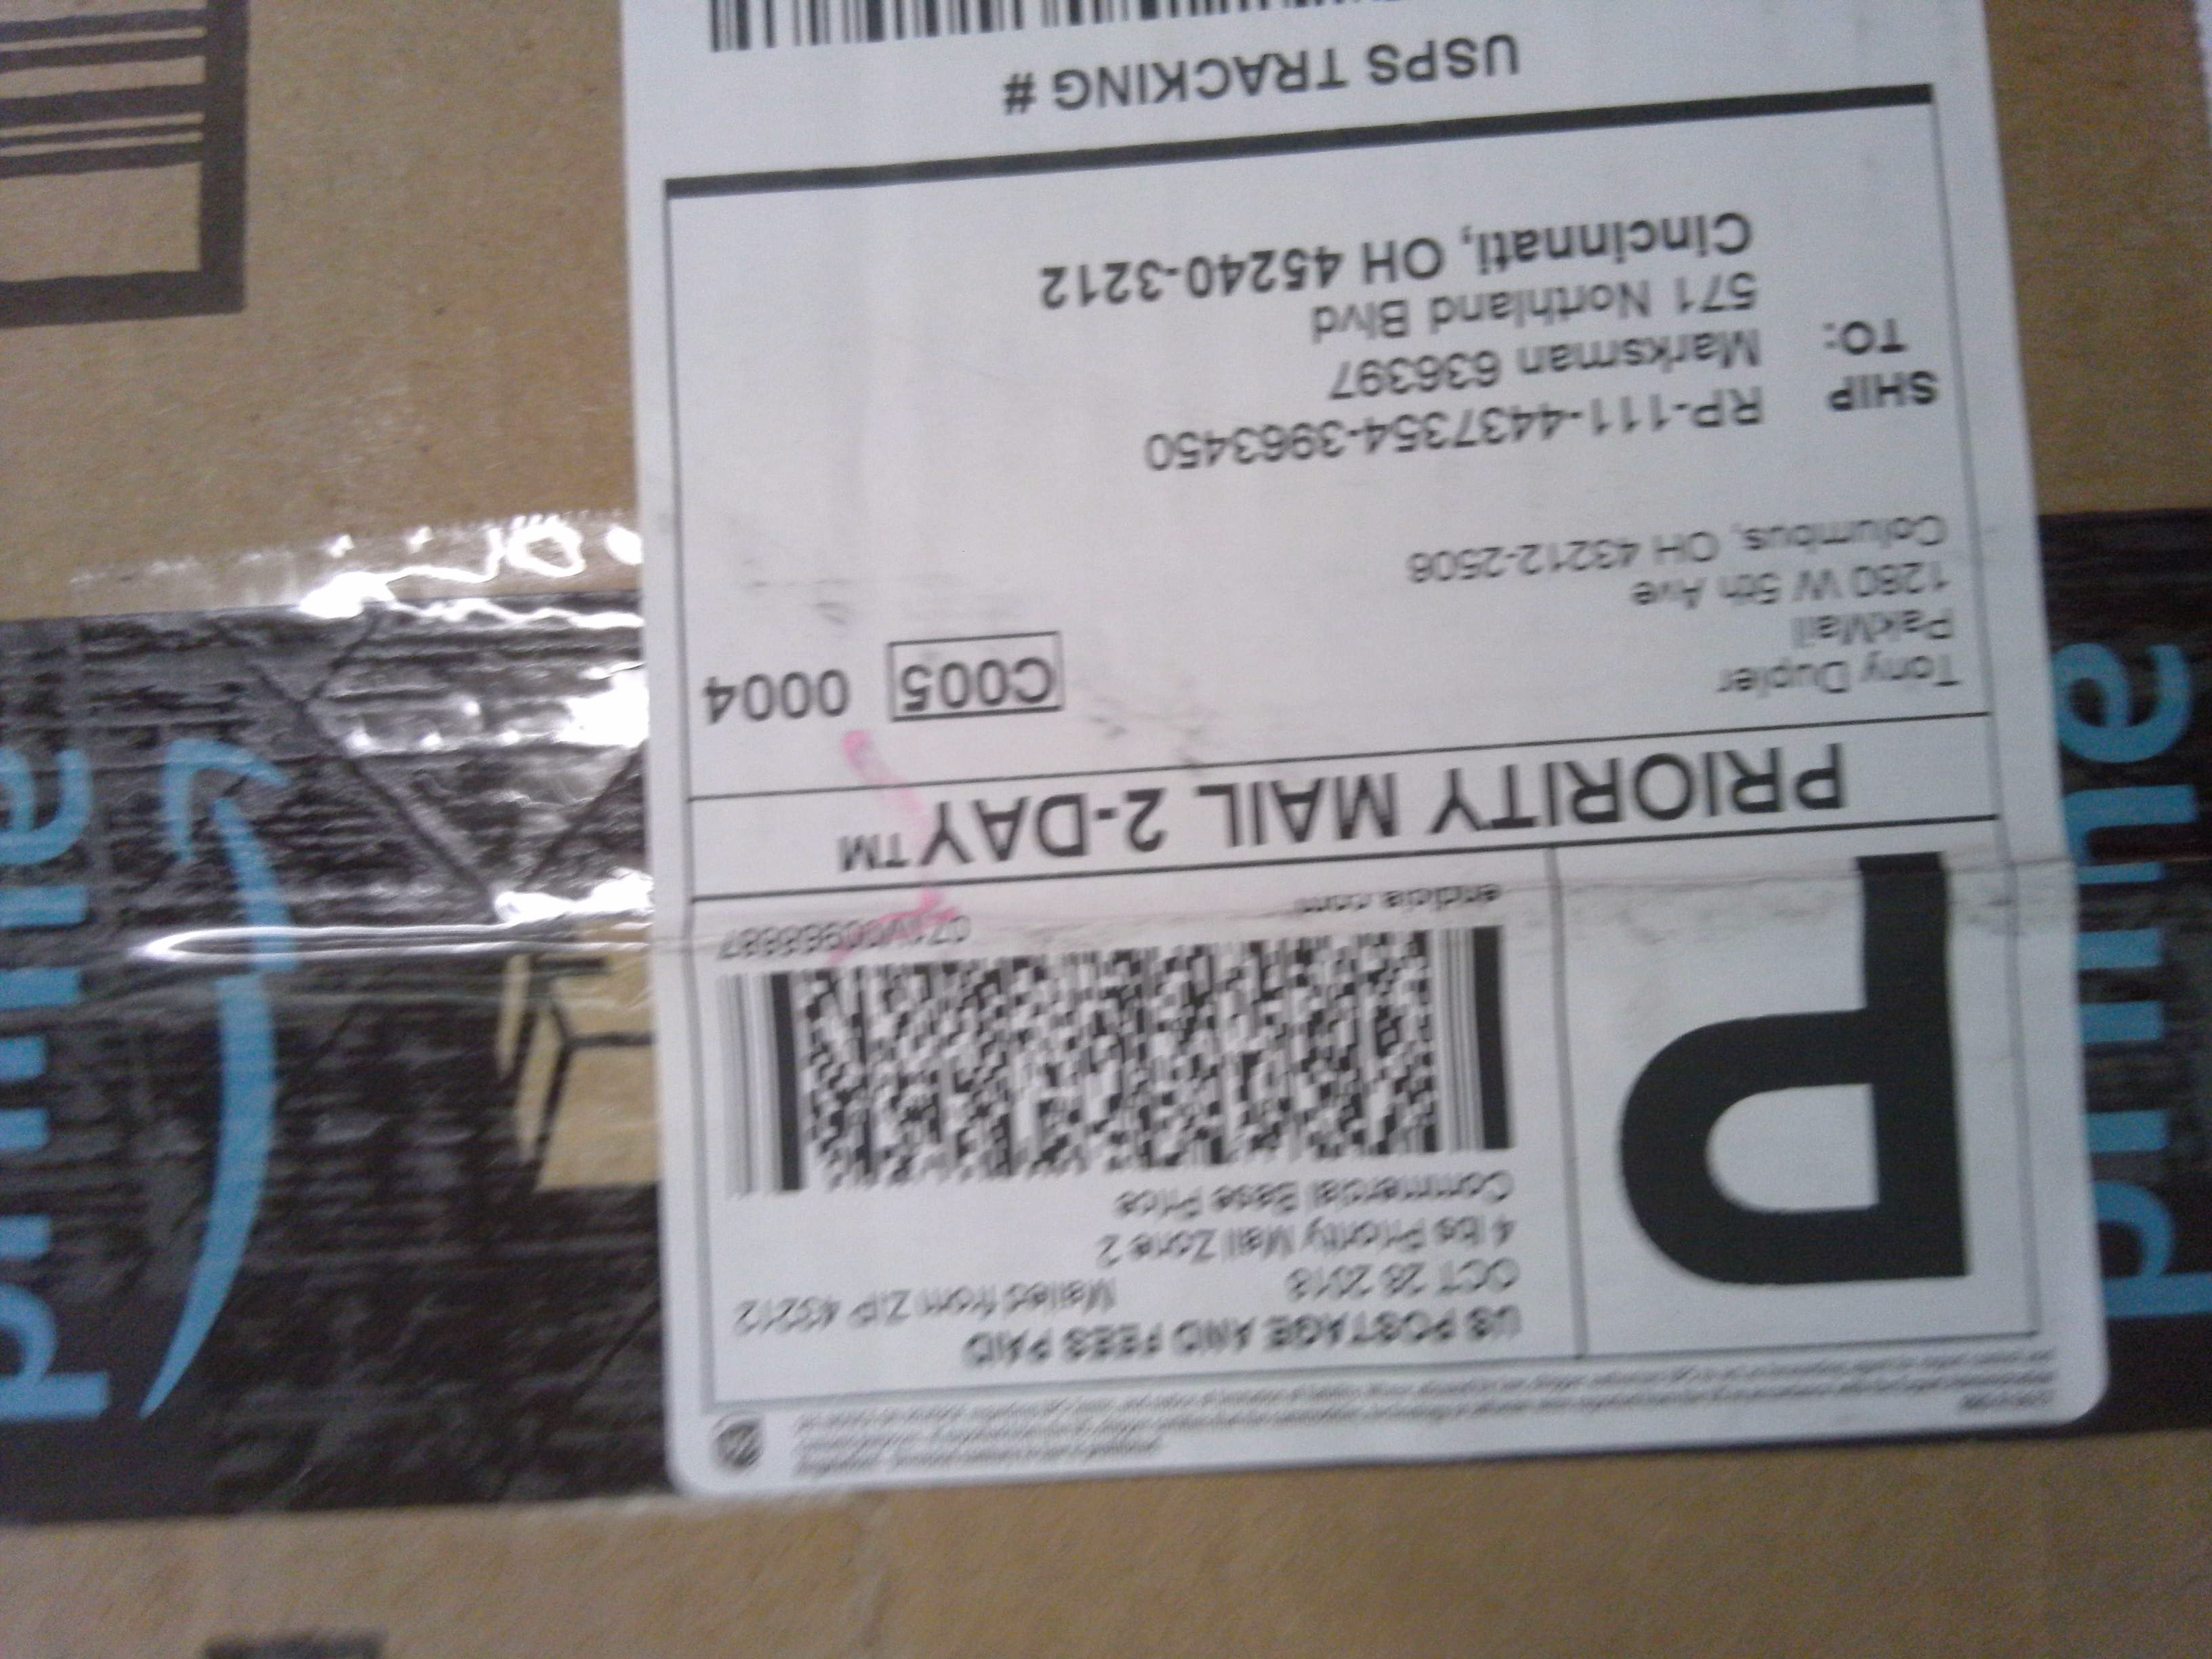 P
US POSTAGE AND FEES PAID
OCT 28 2018 Mailed from ZIP 43212
4 lbs Priority Mail Zone 2
Commercial Base Price
endicia.com
PRIORITY MAIL 2-DAY™
Tony Dupler
PakMail
1280 W 5th Ave
Columbus, OH 43212-2506
C005 0004
SHIP TO:
RP-111-4437354-3963450
Marksman 636397
571 Northland Blvd
Cincinnati, OH 45240-3212
USPS TRACKING #
prime
prime